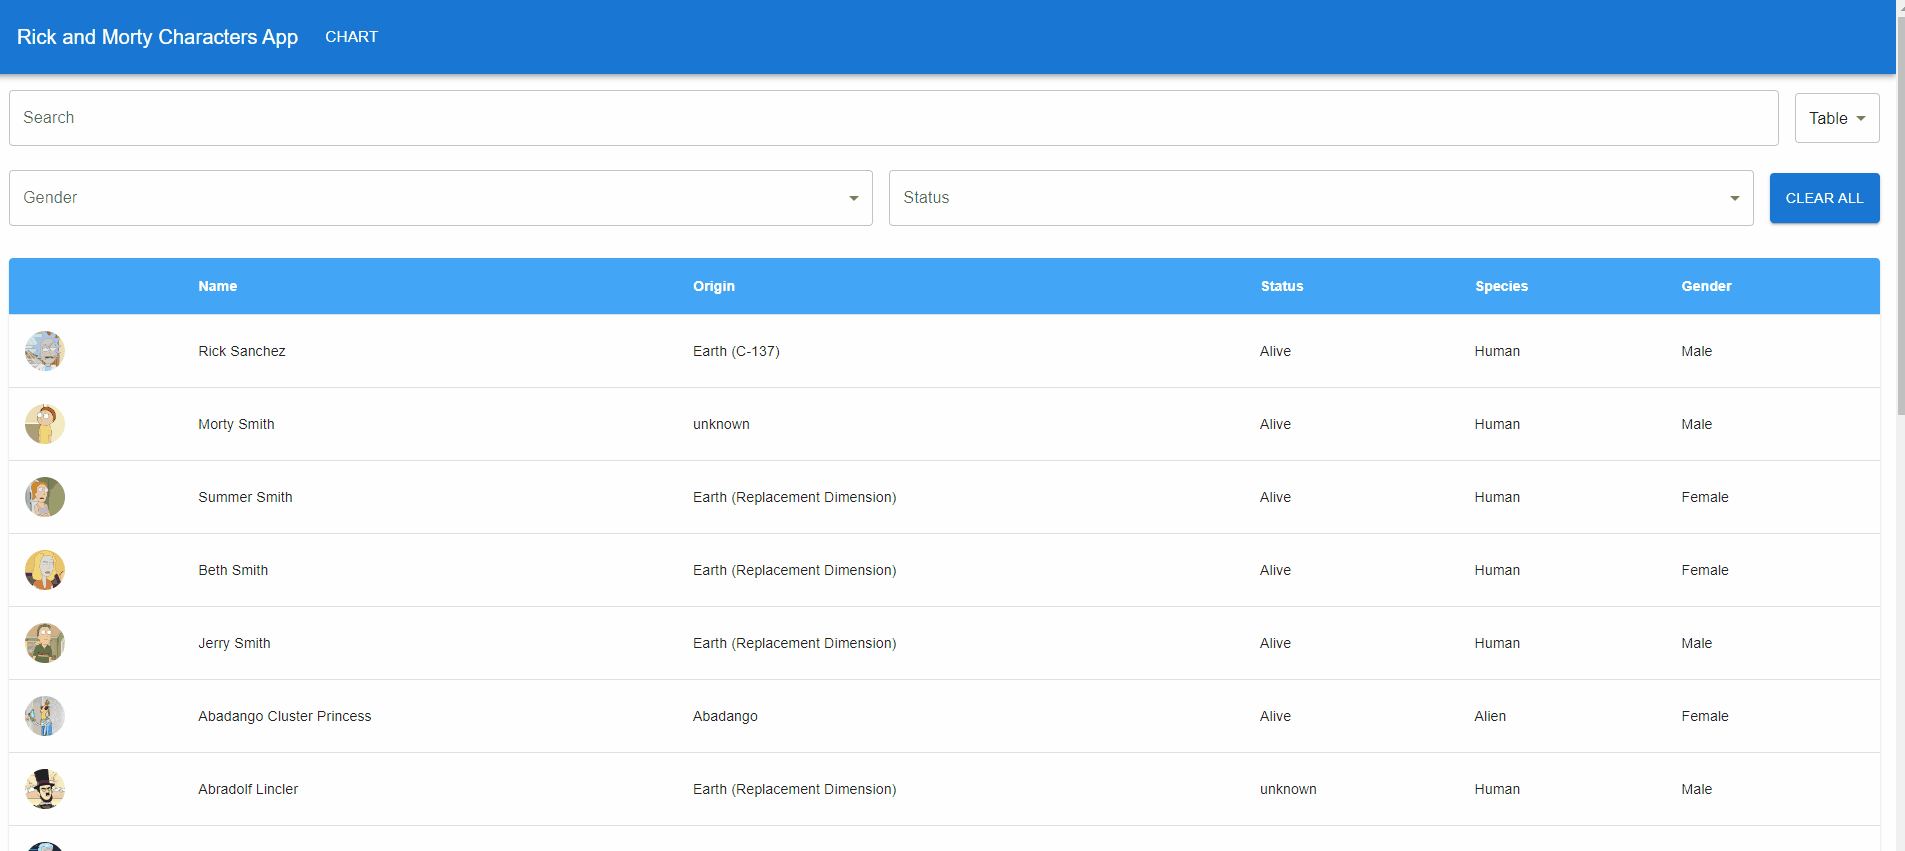 Rick and Morty Characters App CHART
Search Table
Gender Status CLEAR ALL
Name Origin Status Species Gender
Rick Sanchez Earth (C-137) Alive Human Male
Morty Smith unknown Alive Human Male
Summer Smith Earth (Replacement Dimension) Alive Human Female
Beth Smith Earth (Replacement Dimension) Alive Human Female
Jerry Smith Earth (Replacement Dimension) Alive Human Male
Abadango Cluster Princess Abadango Alive Alien Female
Abradolf Lincler Earth (Replacement Dimension) unknown Human Male